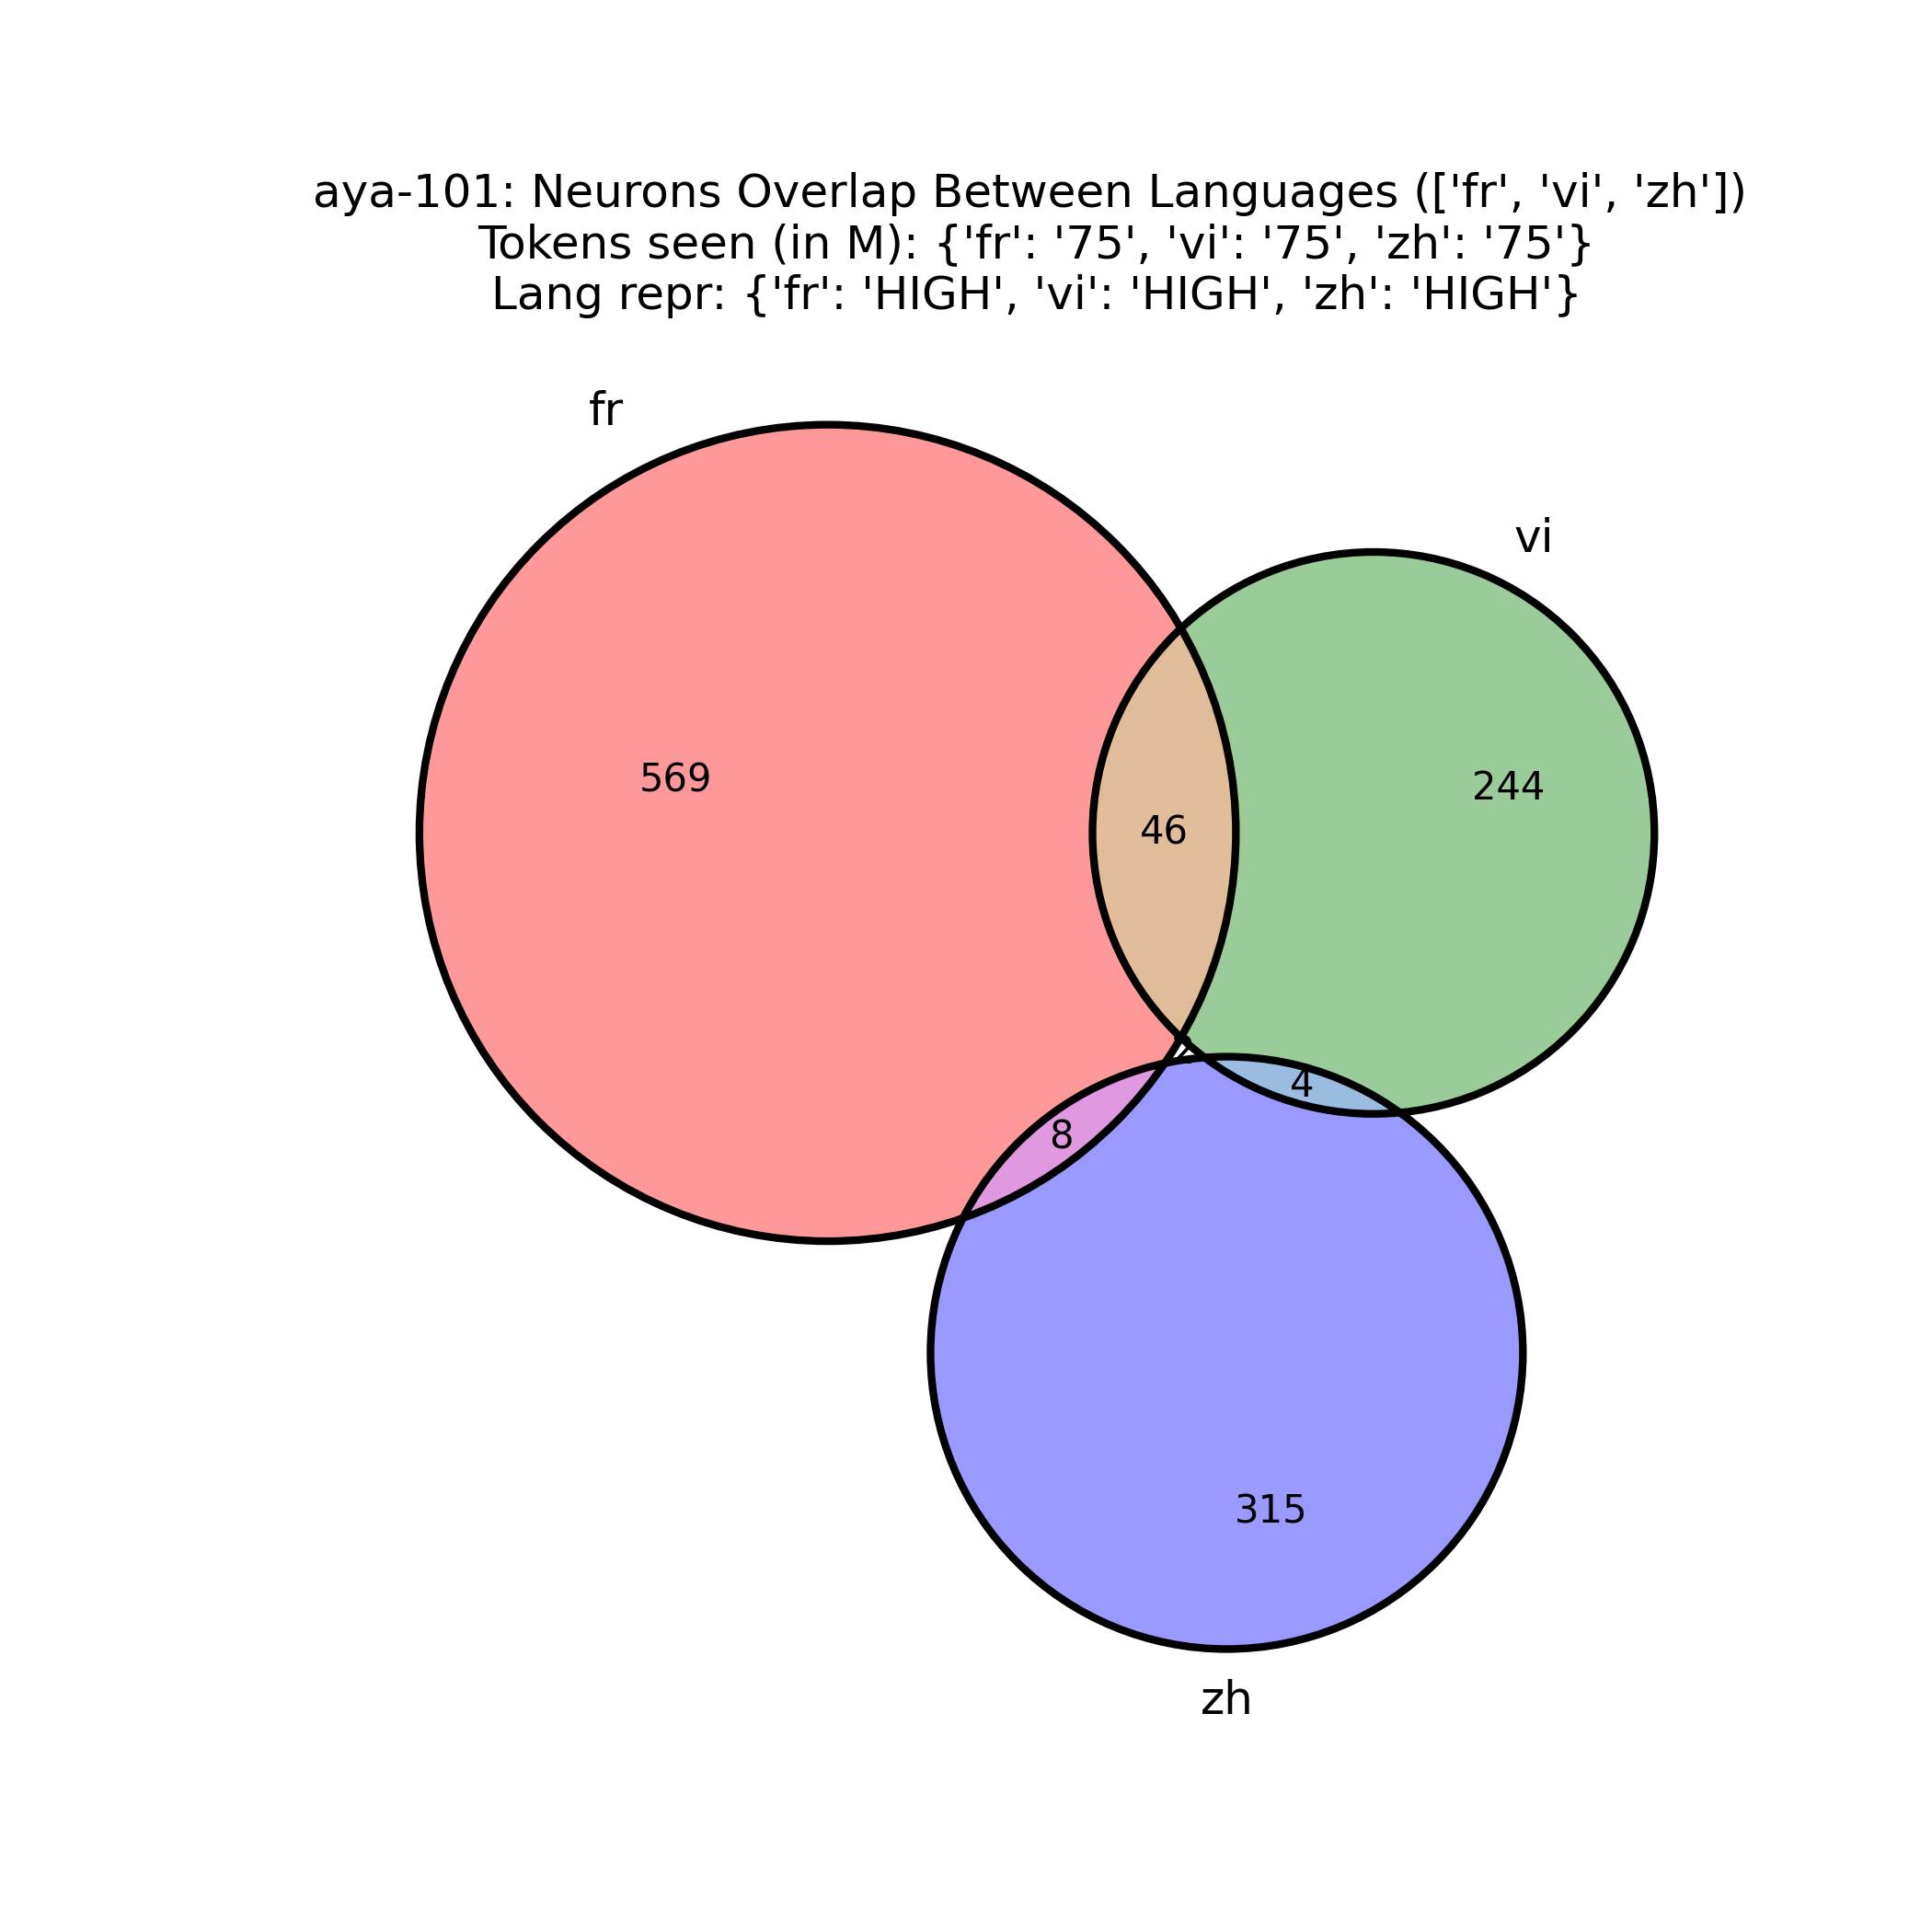 aya-101: Neurons Overlap Between Languages (['fr', 'vi', 'zh'])
Tokens seen (in M): {'fr': '75', 'vi': '75', 'zh': '75'}
Lang repr: {'fr': 'HIGH', 'vi': 'HIGH', 'zh': 'HIGH'}
fr
vi
569
244
46
4
8
315
zh